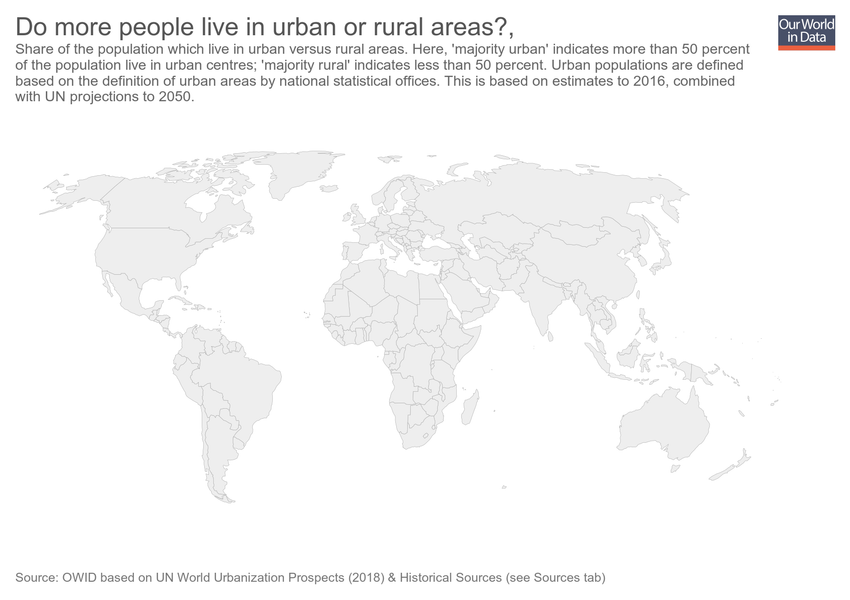 Do more people live in urban or rural areas?,
Our World
in Data
Share of the population which live in urban versus rural areas. Here, 'majority urban' indicates more than 50 percent
of the population live in urban centres; 'majority rural' indicates less than 50 percent. Urban populations are defined
based on the definition of urban areas by national statistical offices. This is based on estimates to 2016, combined
with UN projections to 2050.
Source: OWID based on UN World Urbanization Prospects (2018) & Historical Sources (see Sources tab)